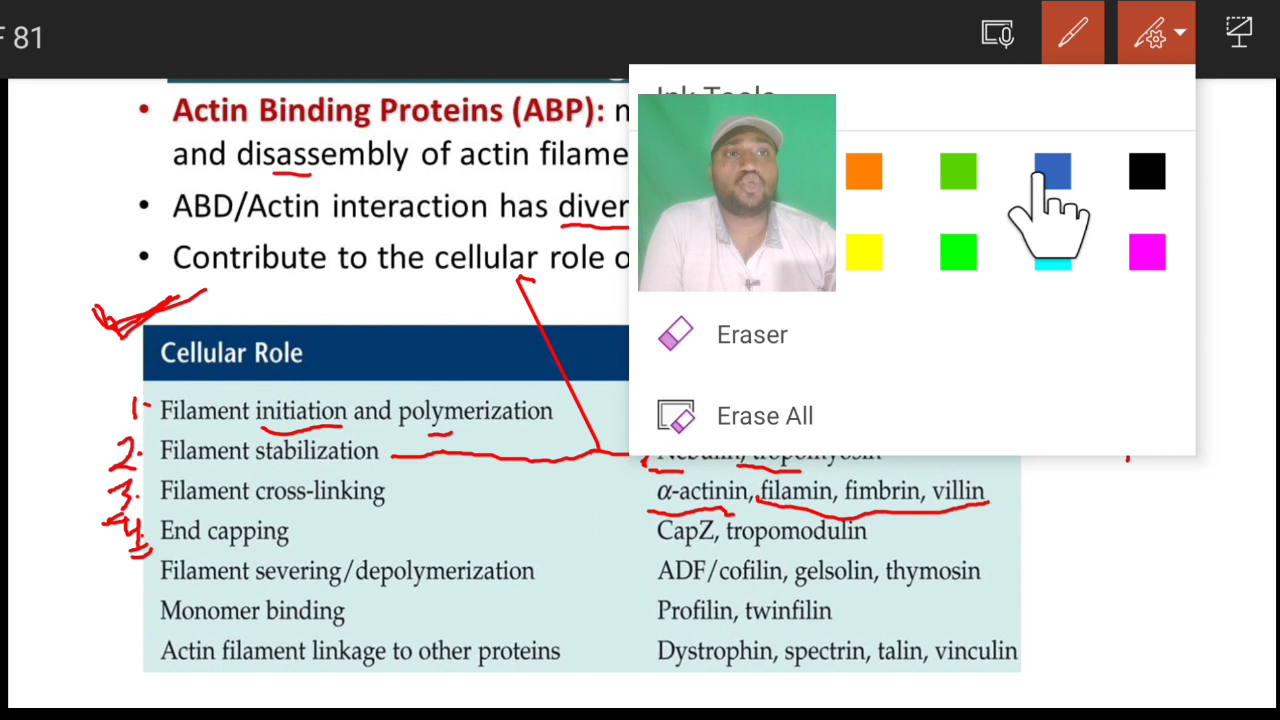 81
Actin Binding Proteins (ABP):
and disassembly of actin
ABD/Actin interaction has
Contribute to the cellular role
Ink Tools
Eraser
Erase All
Cellular Role
1. Filament initiation and polymerization
2. Filament stabilization Nebulin, tropomyosin
3. Filament cross-linking α-actinin, filamin, fimbrin, villin
4. End capping CapZ, tropomodulin
Filament severing/depolymerization ADF/cofilin, gelsolin, thymosin
Monomer binding Profilin, twinfilin
Actin filament linkage to other proteins Dystrophin, spectrin, talin, vinculin